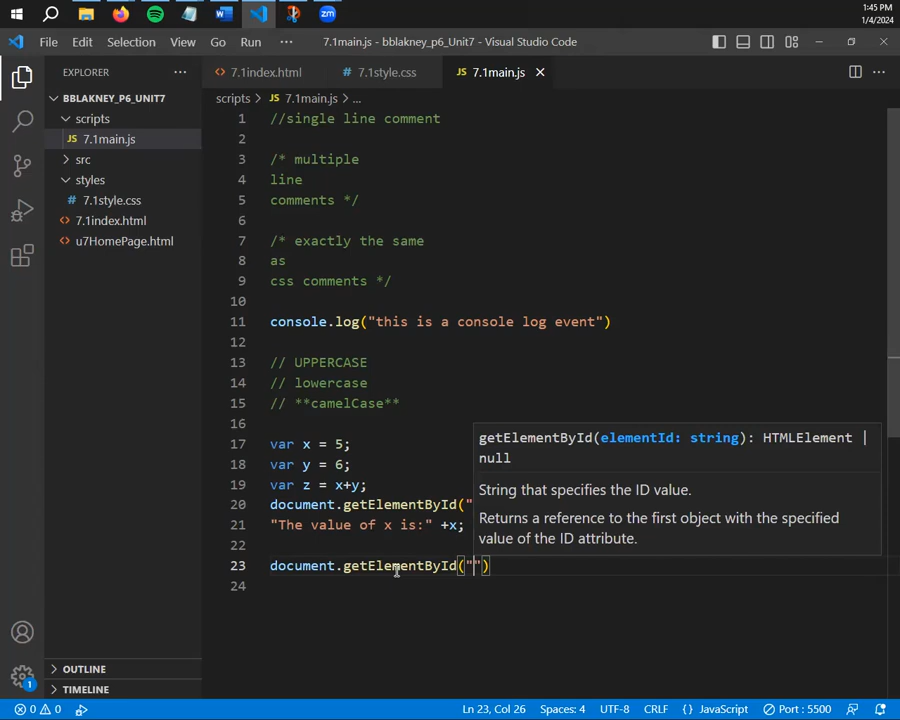 1:45 PM
1/4/2024
File Edit Selection View Go Run ··· 7.1main.js - bblakney_p6_Unit7 - Visual Studio Code
EXPLORER ··· <> 7.1index.html # 7.1style.css JS 7.1main.js ×
BBLAKNEY_P6_UNIT7
scripts
JS 7.1main.js
src
styles
# 7.1style.css
<> 7.1index.html
<> u7HomePage.html
OUTLINE
TIMELINE
scripts > JS 7.1main.js > ...
1 //single line comment
2
3 /* multiple
4 line
5 comments */
6
7 /* exactly the same
8 as
9 css comments */
10
11 console.log("this is a console log event")
12
13 // UPPERCASE
14 // lowercase
15 // **camelCase**
16
17 var x = 5;
18 var y = 6;
19 var z = x+y;
20 document.getElementById("
21 "The value of x is:" +x;
22
23 document.getElementById("")
24
getElementById(elementId: string): HTMLElement |
null
String that specifies the ID value.
Returns a reference to the first object with the specified
value of the ID attribute.
1
0 0 Ln 23, Col 26 Spaces: 4 UTF-8 CRLF {} JavaScript Port : 5500